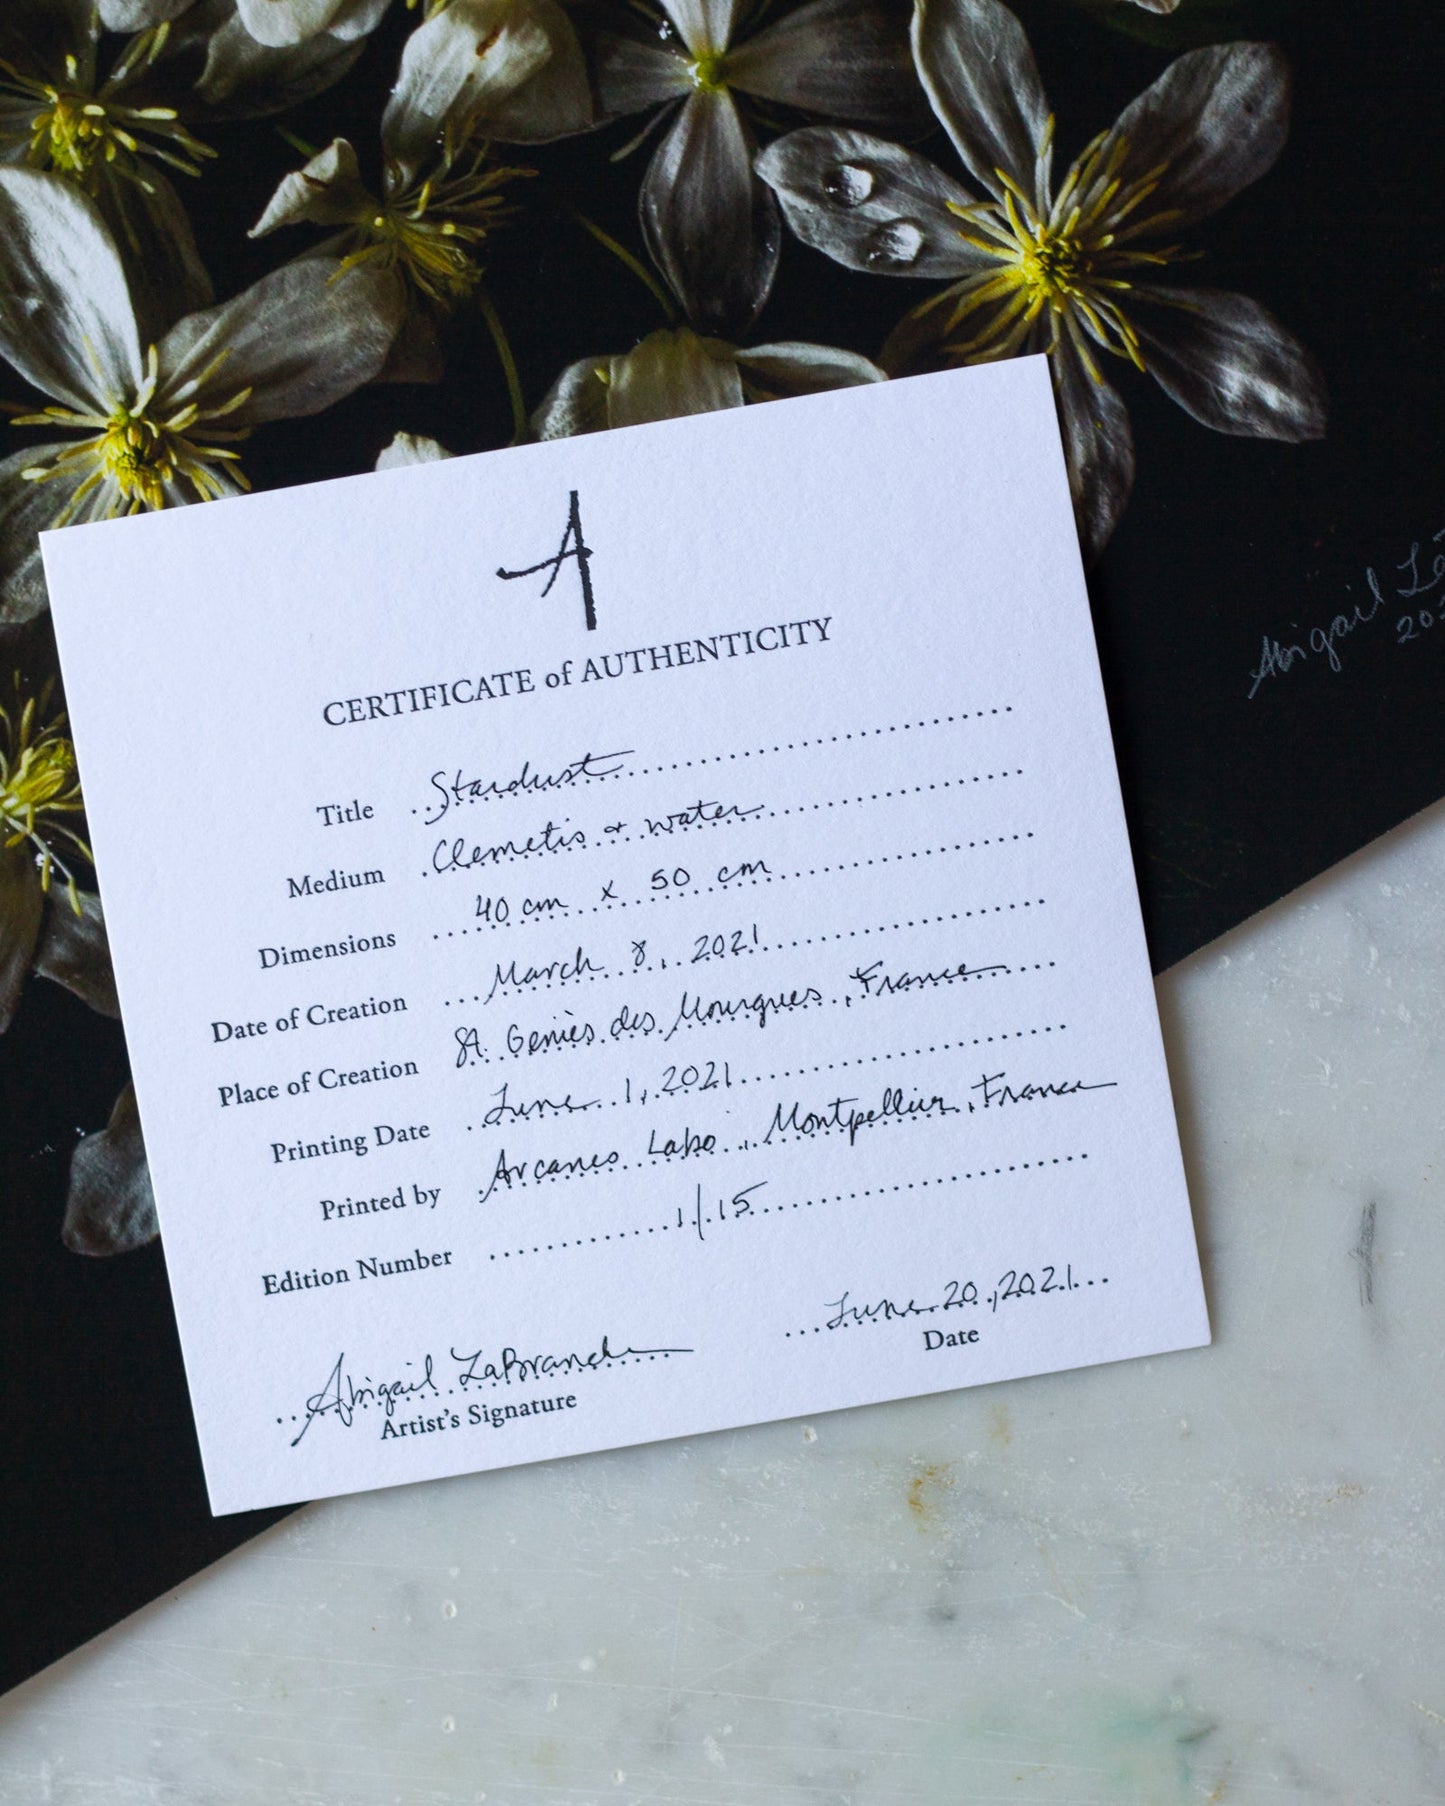 A
CERTIFICATE of AUTHENTICITY
Title Stardust
Medium Clemetis & water
Dimensions 40 cm x 50 cm
Date of Creation March 8, 2021
Place of Creation St. Geniès des Mourgues, France
Printing Date June 1, 2021
Printed by Arcanes Labo, Montpellier, France
Edition Number 1/15
June 20, 2021
Date
Abigail LaBranche
Artist's Signature
Abigail